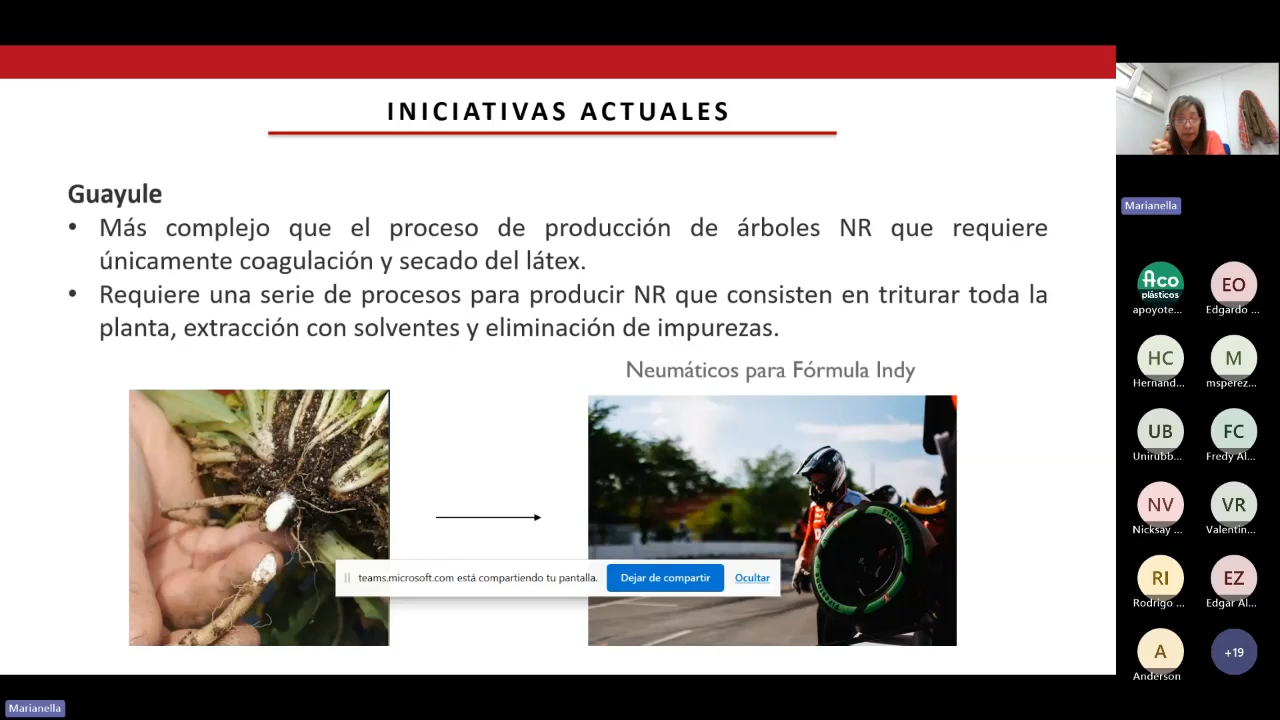 INICIATIVAS ACTUALES
Guayule
• Más complejo que el proceso de producción de árboles NR que requiere
únicamente coagulación y secado del látex.
• Requiere una serie de procesos para producir NR que consisten en triturar toda la
planta, extracción con solventes y eliminación de impurezas.
Neumáticos para Fórmula Indy
teams.microsoft.com está compartiendo tu pantalla.
Dejar de compartir
Ocultar
Marianella
Aco
plásticos
apoyote...
EO
Edgardo ...
HC
Hernand...
M
msperez...
UB
Unirubb...
FC
Fredy Al...
NV
Nicksay ...
VR
Valentin...
RI
Rodrigo ...
EZ
Edgar Al...
A
Anderson
+19
Marianella